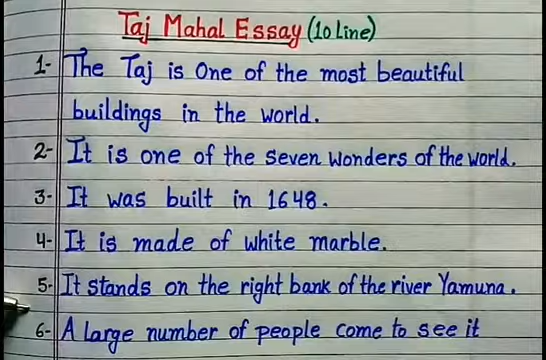 Taj Mahal Essay (10 Line)
1- The Taj is One of the most beautiful
buildings in the world.
2- It is one of the seven wonders of the world.
3- It was built in 1648.
4- It is made of white marble.
5- It stands on the right bank of the river Yamuna.
6- A large number of people come to see it